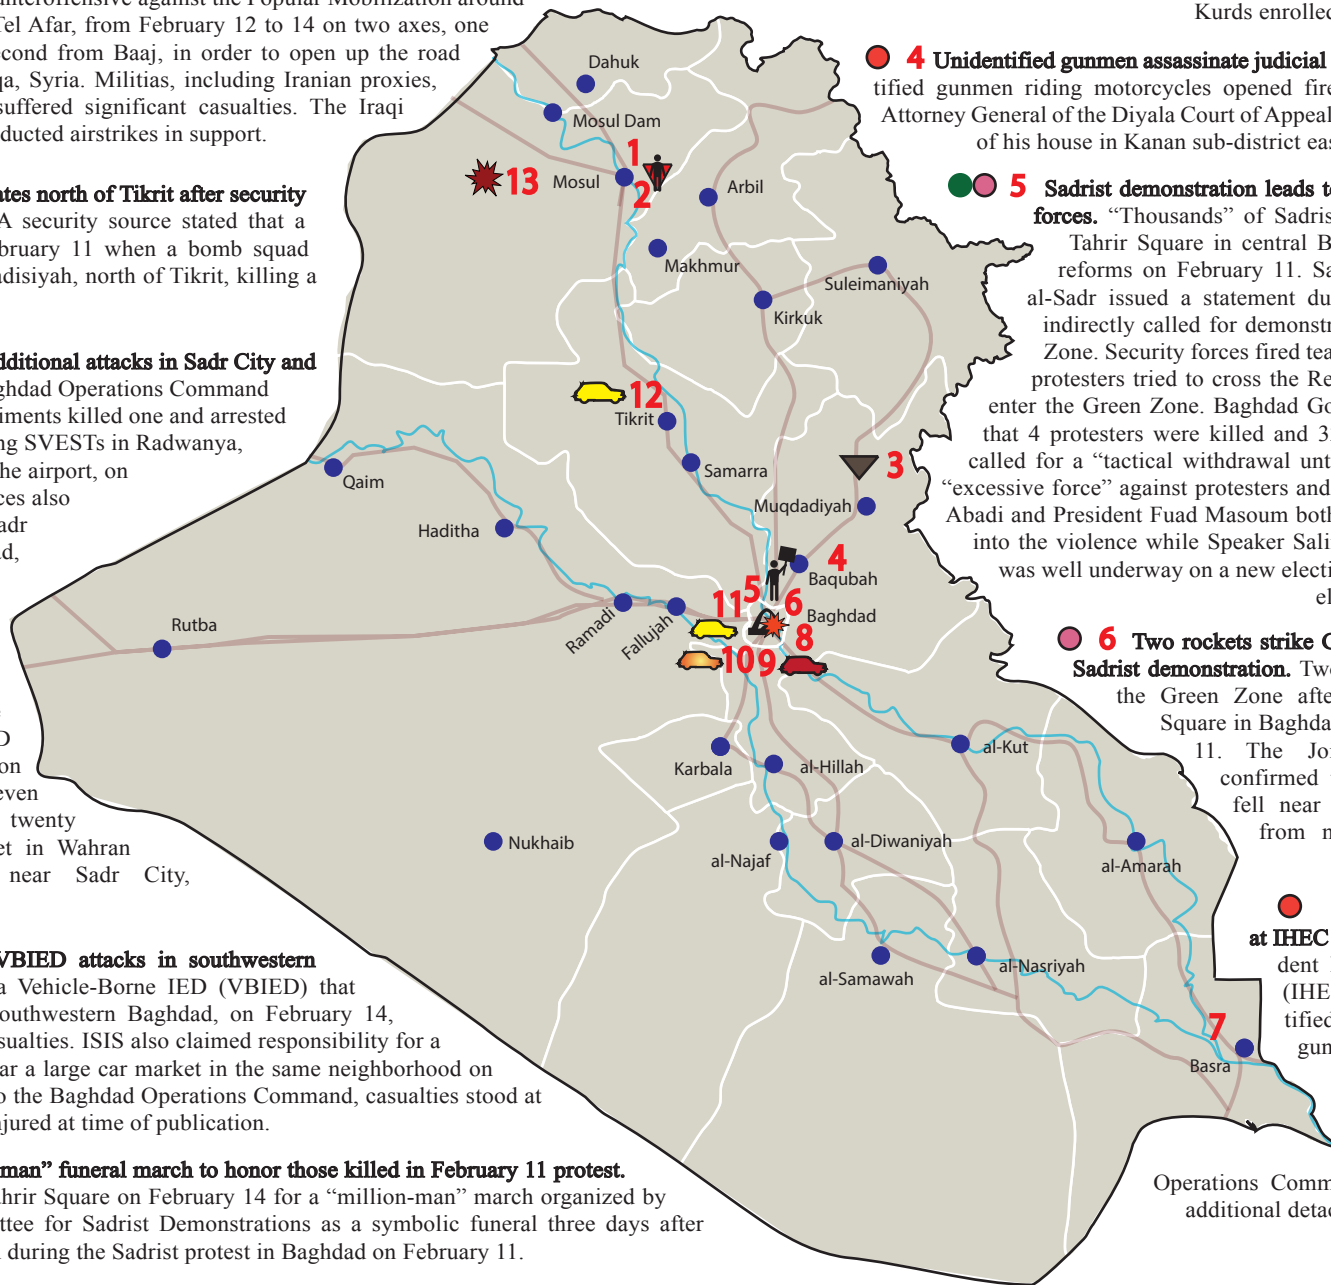 unteroffensive against the Popular Mobilization around
Tel Afar, from February 12 to 14 on two axes, one
econd from Baaj, in order to open up the road
qa, Syria. Militias, including Iranian proxies,
suffered significant casualties. The Iraqi
ducted airstrikes in support.
ates north of Tikrit after security
A security source stated that a
bruary 11 when a bomb squad
adisiyah, north of Tikrit, killing a
dditional attacks in Sadr City and
ghdad Operations Command
iments killed one and arrested
ng SVESTs in Radwanya,
he airport, on
ces also
adr
ad,
D
on
even
twenty
et in Wahran
near Sadr City,
VBIED attacks in southwestern
a Vehicle-Borne IED (VBIED) that
outhwestern Baghdad, on February 14,
sualties. ISIS also claimed responsibility for a
ar a large car market in the same neighborhood on
o the Baghdad Operations Command, casualties stood at
njured at time of publication.
man” funeral march to honor those killed in February 11 protest.
ahrir Square on February 14 for a “million-man” march organized by
ttee for Sadrist Demonstrations as a symbolic funeral three days after
during the Sadrist protest in Baghdad on February 11.
Dahuk
Mosul Dam
1
13
Mosul
2
Arbil
Makhmur
Suleimaniyah
Kirkuk
12
Tikrit
3
Samarra
Qaim
Muqdadiyah
Haditha
4
Baqubah
5
6
11
Baghdad
8
Ramadi
Fallujah
10
9
Rutba
al-Kut
Karbala
al-Hillah
Nukhaib
al-Diwaniyah
al-Najaf
al-Amarah
al-Samawah
al-Nasriyah
7
Basra
Kurds enrolled
4 Unidentified gunmen assassinate judicial
tified gunmen riding motorcycles opened fire
Attorney General of the Diyala Court of Appeal
of his house in Kanan sub-district eas
5 Sadrist demonstration leads to
forces. “Thousands” of Sadris
Tahrir Square in central B
reforms on February 11. Sa
al-Sadr issued a statement du
indirectly called for demonstr
Zone. Security forces fired tea
protesters tried to cross the Re
enter the Green Zone. Baghdad Go
that 4 protesters were killed and 3
called for a “tactical withdrawal unt
“excessive force” against protesters and
Abadi and President Fuad Masoum both
into the violence while Speaker Sali
was well underway on a new electi
el
6 Two rockets strike G
Sadrist demonstration. Two
the Green Zone afte
Square in Baghda
11. The Joi
confirmed
fell near
from n
at IHEC
dent
(IHE
tified
gun
Operations Comm
additional detac